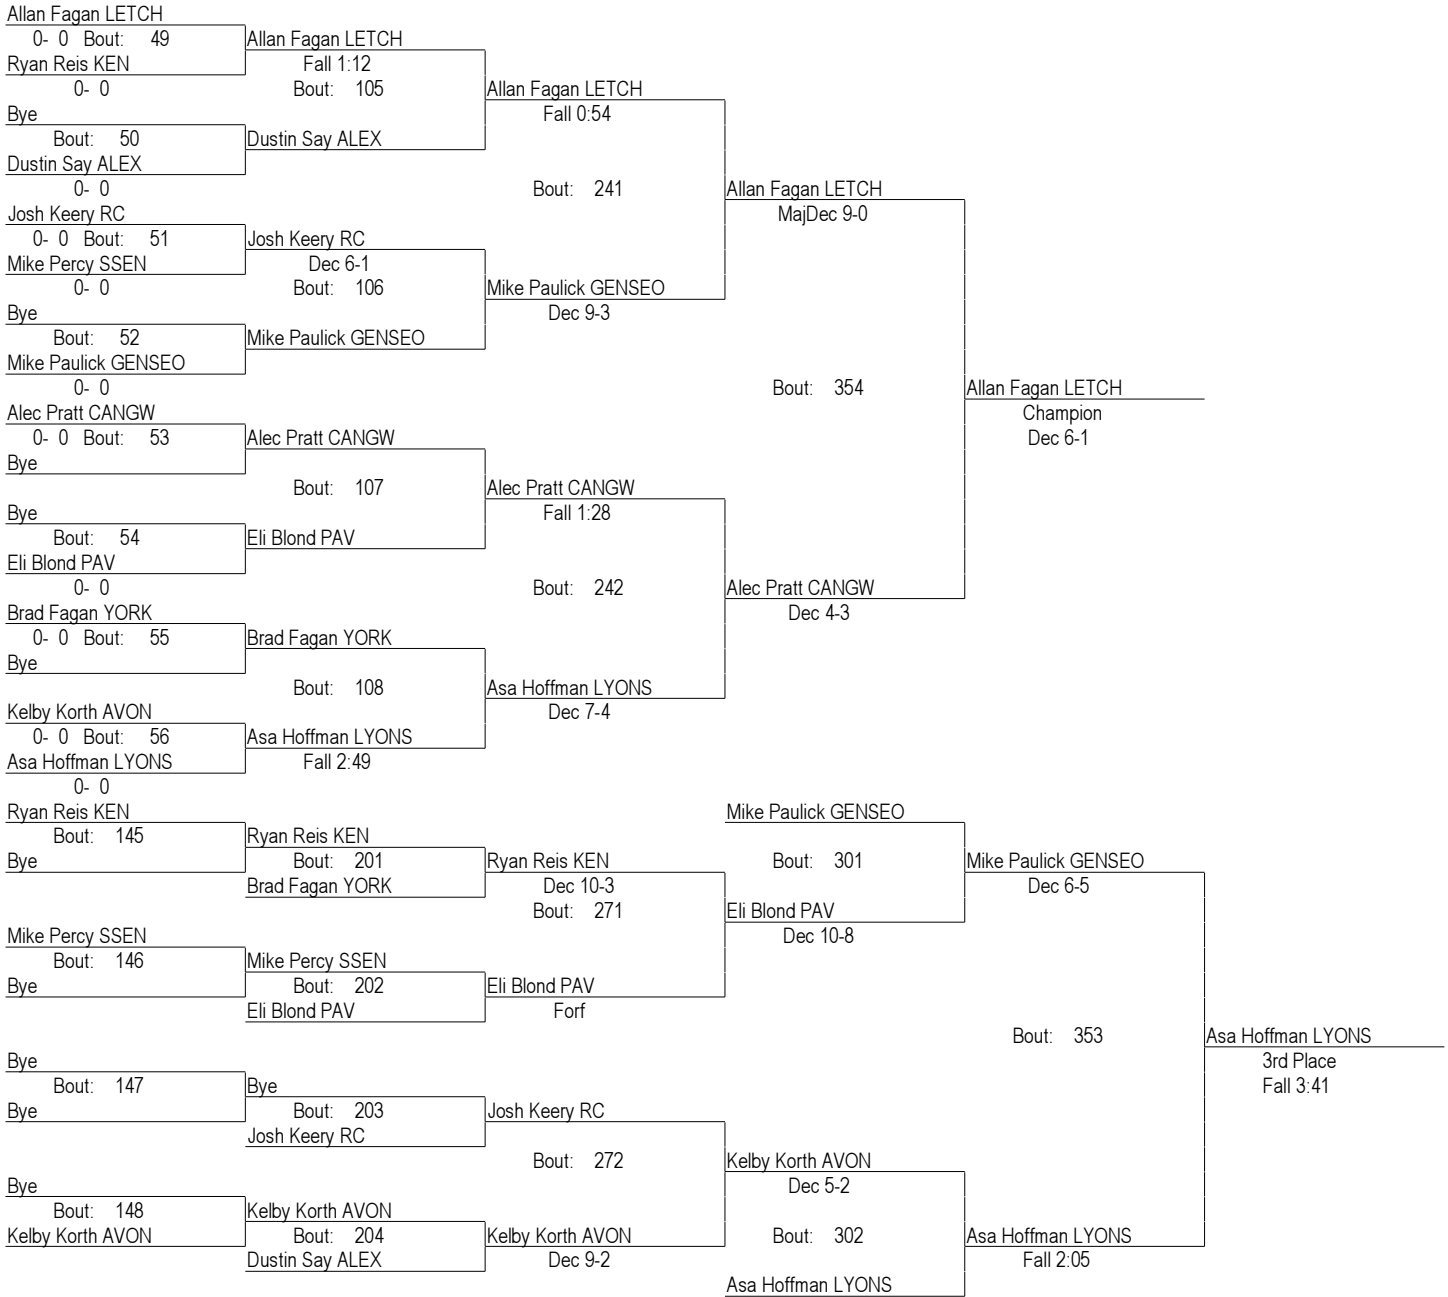 Allan Fagan LETCH
0- 0 Bout: 49 Allan Fagan LETCH
Ryan Reis KEN Fall 1:12
0- 0 Bout: 105 Allan Fagan LETCH
Bye Fall 0:54
Bout: 50 Dustin Say ALEX
Dustin Say ALEX
0- 0 Bout: 241 Allan Fagan LETCH
Josh Keery RC MajDec 9-0
0- 0 Bout: 51 Josh Keery RC
Mike Percy SSEN Dec 6-1
0- 0 Bout: 106 Mike Paulick GENSEO
Bye Dec 9-3
Bout: 52 Mike Paulick GENSEO
Mike Paulick GENSEO
0- 0 Bout: 354 Allan Fagan LETCH
Alec Pratt CANGW Champion
0- 0 Bout: 53 Alec Pratt CANGW Dec 6-1
Bye
Bout: 107 Alec Pratt CANGW
Bye Fall 1:28
Bout: 54 Eli Blond PAV
Eli Blond PAV
0- 0 Bout: 242 Alec Pratt CANGW
Brad Fagan YORK Dec 4-3
0- 0 Bout: 55 Brad Fagan YORK
Bye
Bout: 108 Asa Hoffman LYONS
Kelby Korth AVON Dec 7-4
0- 0 Bout: 56 Asa Hoffman LYONS
Asa Hoffman LYONS Fall 2:49
0- 0
Ryan Reis KEN Mike Paulick GENSEO
Bout: 145 Ryan Reis KEN
Bye Bout: 201 Ryan Reis KEN Bout: 301 Mike Paulick GENSEO
Brad Fagan YORK Dec 10-3 Dec 6-5
Bout: 271 Eli Blond PAV
Mike Percy SSEN Dec 10-8
Bout: 146 Mike Percy SSEN
Bye Bout: 202 Eli Blond PAV
Eli Blond PAV Forf
Bout: 353 Asa Hoffman LYONS
Bye 3rd Place
Bout: 147 Bye Fall 3:41
Bye Bout: 203 Josh Keery RC
Josh Keery RC
Bout: 272 Kelby Korth AVON
Bye Dec 5-2
Bout: 148 Kelby Korth AVON
Kelby Korth AVON Bout: 204 Kelby Korth AVON Bout: 302 Asa Hoffman LYONS
Dustin Say ALEX Dec 9-2 Fall 2:05
Asa Hoffman LYONS